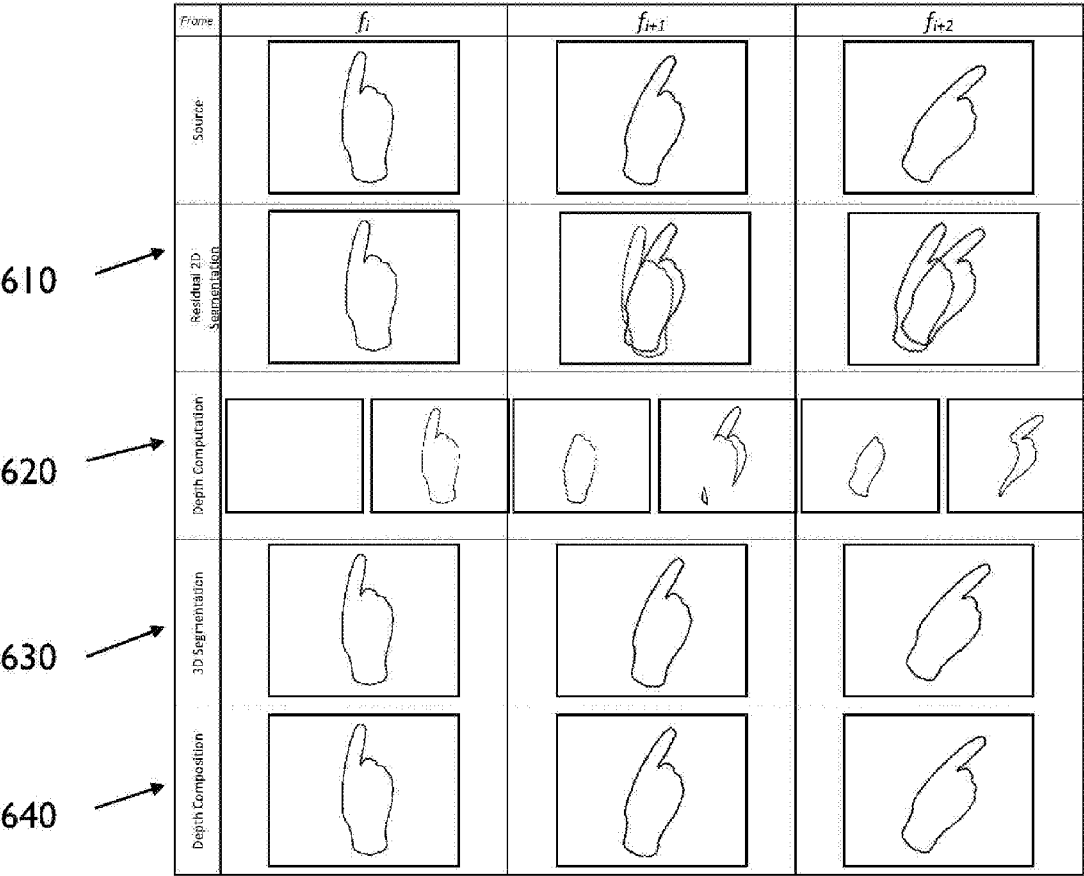 Frame fi fi+1 fi+2
Source
610
Residual 2D
Segmentation
620
Depth Computation
630
3D Segmentation
640
Depth Composition